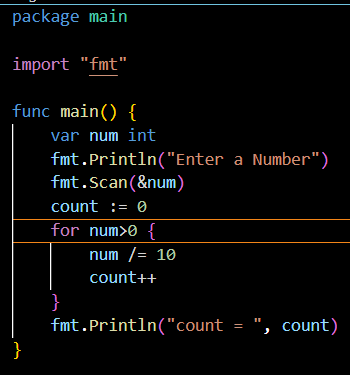 package main
import "fmt"
func main() {
    var num int
    fmt.Println("Enter a Number")
    fmt.Scan(&num)
    count := 0
    for num>0 {
        num /= 10
        count++
    }
    fmt.Println("count = ", count)
}